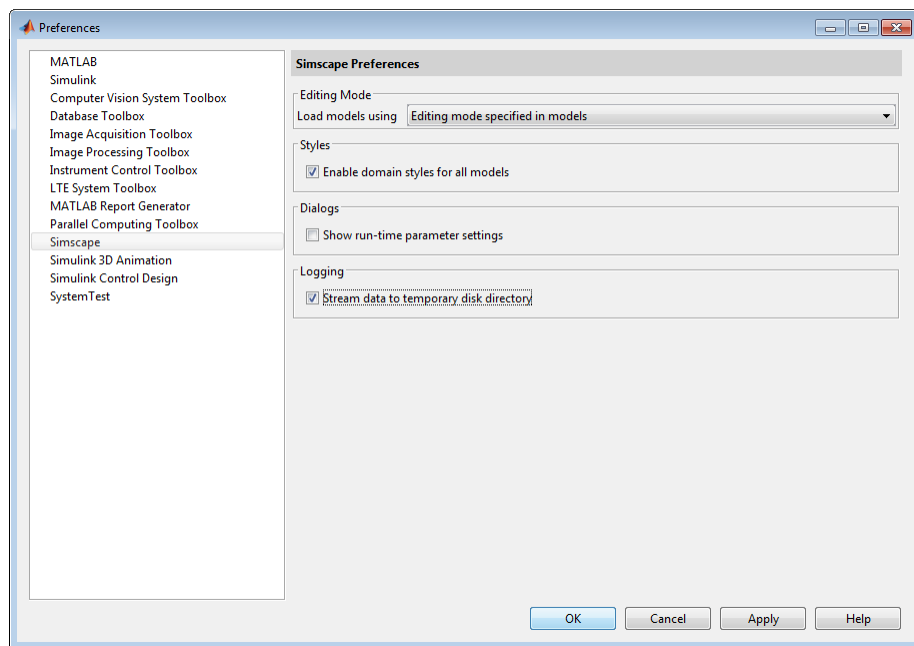 Preferences
MATLAB
Simulink
Computer Vision System Toolbox
Database Toolbox
Image Acquisition Toolbox
Image Processing Toolbox
Instrument Control Toolbox
LTE System Toolbox
MATLAB Report Generator
Parallel Computing Toolbox
Simscape
Simulink 3D Animation
Simulink Control Design
SystemTest
Simscape Preferences
Editing Mode
Load models using Editing mode specified in models
Styles
Enable domain styles for all models
Dialogs
Show run-time parameter settings
Logging
Stream data to temporary disk directory
OK Cancel Apply Help